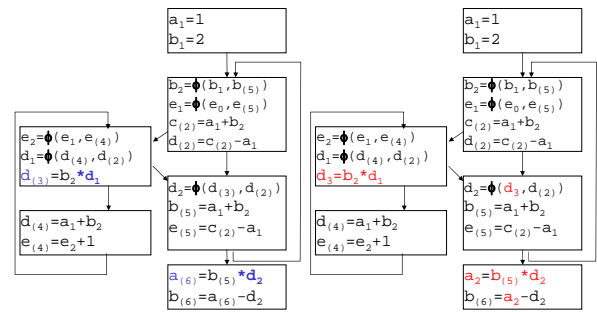 a₁=1
b₁=2
b₂=ϕ(b₁,b₍₅₎)
e₁=ϕ(e₀,e₍₅₎)
c₍₂₎=a₁+b₂
d₍₂₎=c₍₂₎-a₁
e₂=ϕ(e₁,e₍₄₎)
d₁=ϕ(d₍₄₎,d₍₂₎)
d₍₃₎=b₂*d₁
d₂=ϕ(d₍₃₎,d₍₂₎)
b₍₅₎=a₁+b₂
e₍₅₎=c₍₂₎-a₁
d₍₄₎=a₁+b₂
e₍₄₎=e₂+1
a₍₆₎=b₍₅₎*d₂
b₍₆₎=a₍₆₎-d₂
a₁=1
b₁=2
b₂=ϕ(b₁,b₍₅₎)
e₁=ϕ(e₀,e₍₅₎)
c₍₂₎=a₁+b₂
d₍₂₎=c₍₂₎-a₁
e₂=ϕ(e₁,e₍₄₎)
d₁=ϕ(d₍₄₎,d₍₂₎)
d₃=b₂*d₁
d₂=ϕ(d₃,d₍₂₎)
b₍₅₎=a₁+b₂
e₍₅₎=c₍₂₎-a₁
d₍₄₎=a₁+b₂
e₍₄₎=e₂+1
a₂=b₍₅₎*d₂
b₍₆₎=a₂-d₂